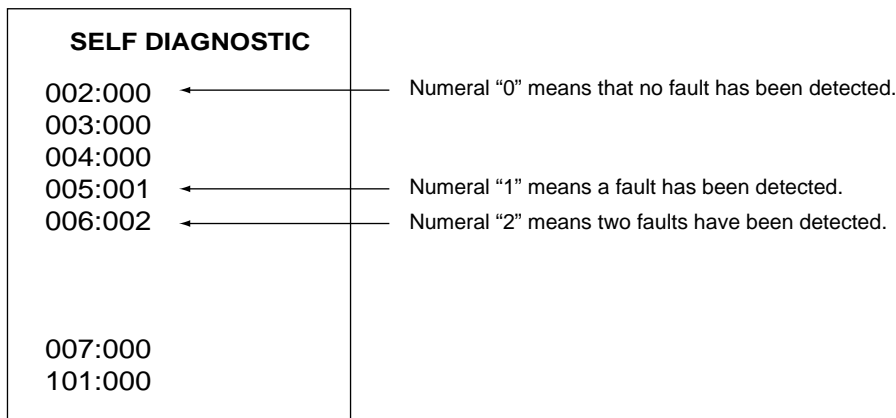 SELF DIAGNOSTIC
002:000
Numeral “0” means that no fault has been detected.
003:000
004:000
005:001
Numeral “1” means a fault has been detected.
006:002
Numeral “2” means two faults have been detected.
007:000
101:000